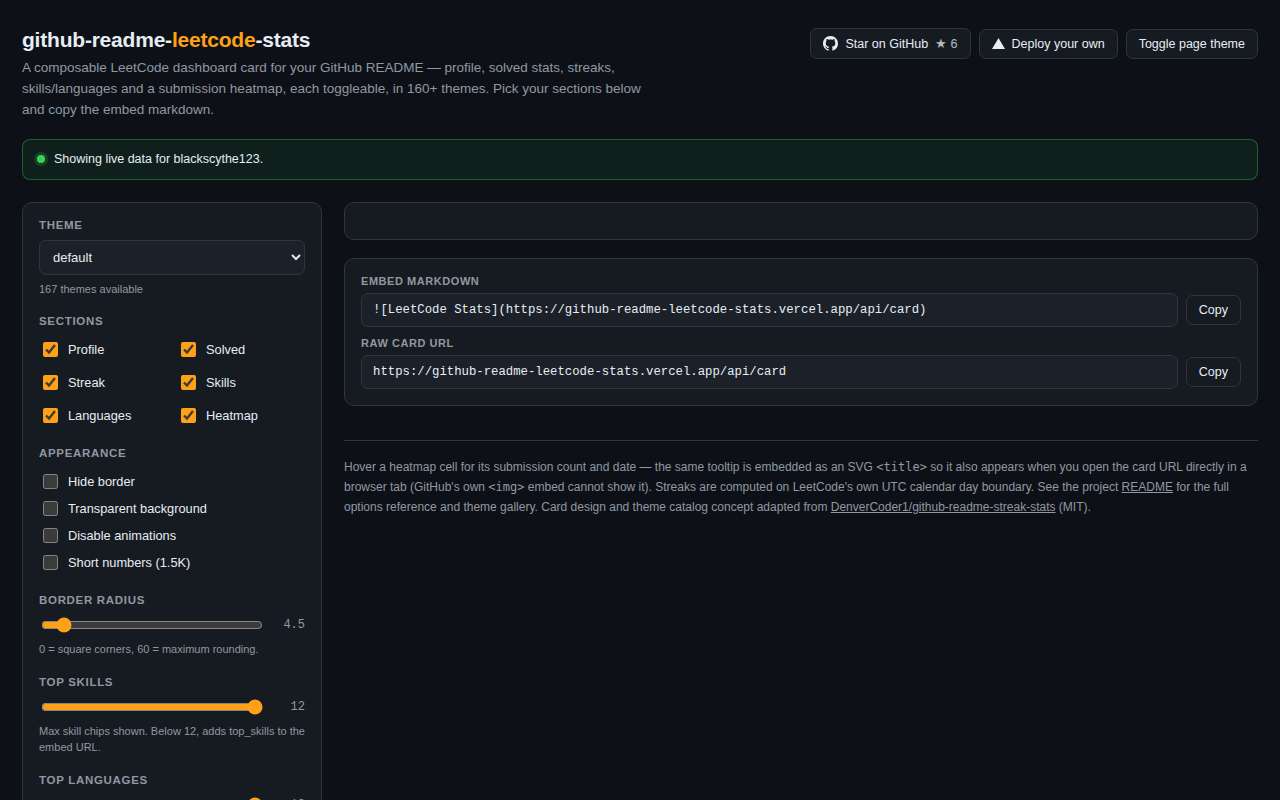 github-readme-leetcode-stats
A composable LeetCode dashboard card for your GitHub README — profile, solved stats, streaks,
skills/languages and a submission heatmap, each toggleable, in 160+ themes. Pick your sections below
and copy the embed markdown.
Star on GitHub ★ 6
Deploy your own
Toggle page theme
Showing live data for blackscythe123.
THEME
default
167 themes available
SECTIONS
Profile
Solved
Streak
Skills
Languages
Heatmap
APPEARANCE
Hide border
Transparent background
Disable animations
Short numbers (1.5K)
BORDER RADIUS
4.5
0 = square corners, 60 = maximum rounding.
TOP SKILLS
12
Max skill chips shown. Below 12, adds top_skills to the
embed URL.
TOP LANGUAGES
EMBED MARKDOWN
![LeetCode Stats](https://github-readme-leetcode-stats.vercel.app/api/card)
Copy
RAW CARD URL
https://github-readme-leetcode-stats.vercel.app/api/card
Copy
Hover a heatmap cell for its submission count and date — the same tooltip is embedded as an SVG <title> so it also appears when you open the card URL directly in a
browser tab (GitHub's own <img> embed cannot show it). Streaks are computed on LeetCode's own UTC calendar day boundary. See the project README for the full
options reference and theme gallery. Card design and theme catalog concept adapted from DenverCoder1/github-readme-streak-stats (MIT).